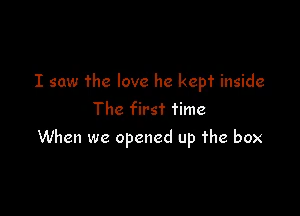 I saw the love he kept inside
The first time
When we opened up the box